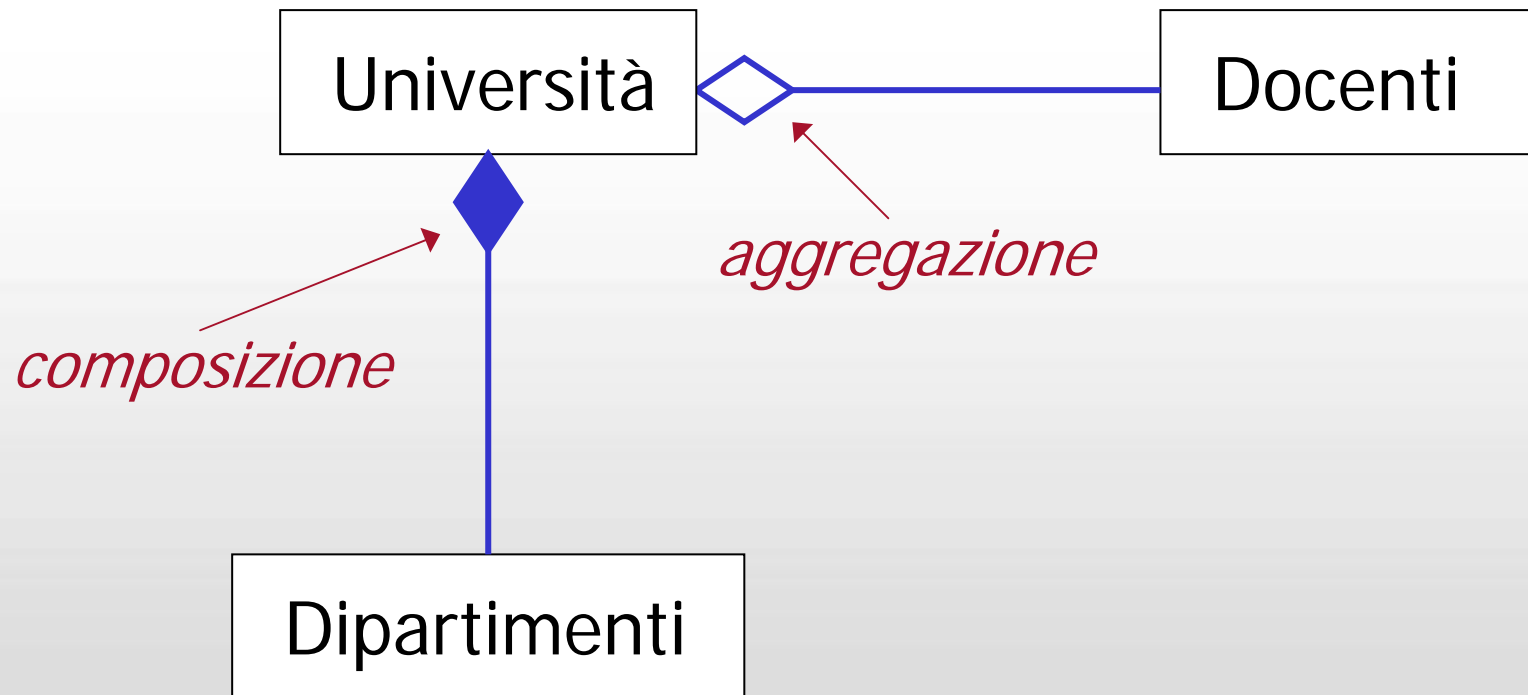 Università
Docenti
aggregazione
composizione
Dipartimenti